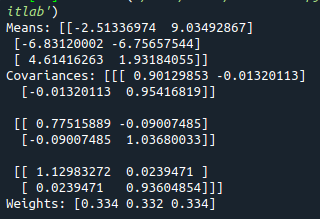 itlab')
Means: [[-2.51336974 9.03492867]
[-6.83120002 -6.75657544]
[ 4.61416263 1.93184055]]
Covariances: [[[ 0.90129853 -0.01320113]
[-0.01320113 0.95416819]]
[[ 0.77515889 -0.09007485]
[-0.09007485 1.03680033]]
[[ 1.12983272 0.0239471 ]
[ 0.0239471 0.93604854]]]
Weights: [0.334 0.332 0.334]